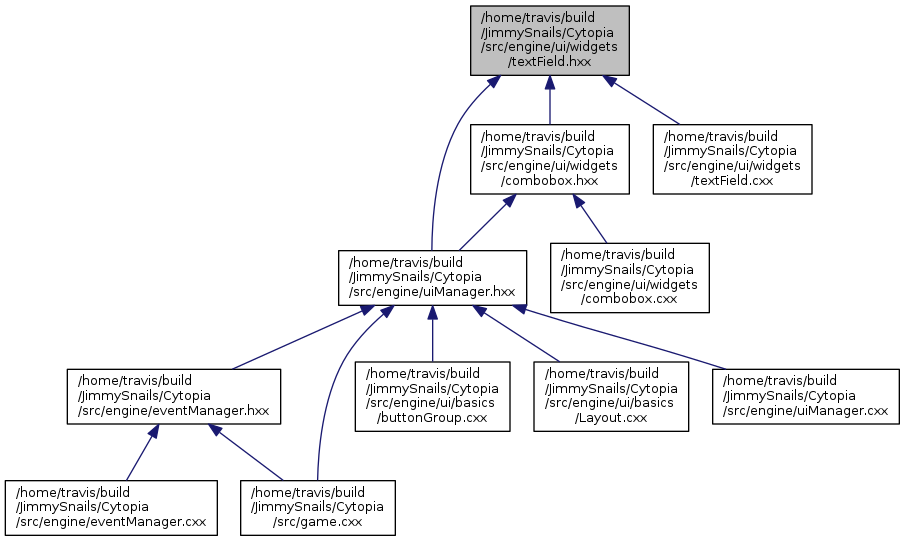 /home/travis/build
/JimmySnails/Cytopia
/src/engine/ui/widgets
/textField.hxx
/home/travis/build
/JimmySnails/Cytopia
/src/engine/ui/widgets
/combobox.hxx
/home/travis/build
/JimmySnails/Cytopia
/src/engine/ui/widgets
/textField.cxx
/home/travis/build
/JimmySnails/Cytopia
/src/engine/uiManager.hxx
/home/travis/build
/JimmySnails/Cytopia
/src/engine/ui/widgets
/combobox.cxx
/home/travis/build
/JimmySnails/Cytopia
/src/engine/eventManager.hxx
/home/travis/build
/JimmySnails/Cytopia
/src/engine/ui/basics
/buttonGroup.cxx
/home/travis/build
/JimmySnails/Cytopia
/src/engine/ui/basics
/Layout.cxx
/home/travis/build
/JimmySnails/Cytopia
/src/engine/uiManager.cxx
/home/travis/build
/JimmySnails/Cytopia
/src/engine/eventManager.cxx
/home/travis/build
/JimmySnails/Cytopia
/src/game.cxx